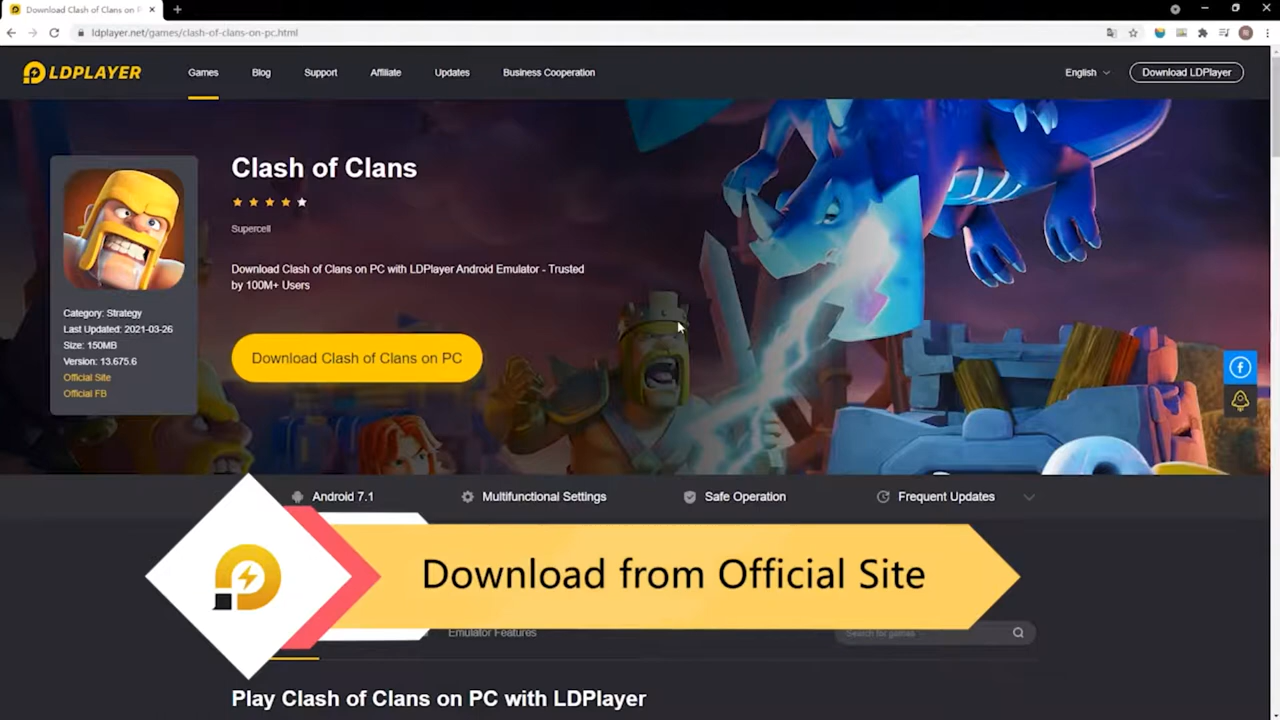 Download Clash of Clans on P
ldplayer.net/games/clash-of-clans-on-pc.html
LDPLAYER
Games
Blog
Support
Affiliate
Updates
Business Cooperation
English
Download LDPlayer
Clash of Clans
Supercell
Download Clash of Clans on PC with LDPlayer Android Emulator - Trusted
by 100M+ Users
Download Clash of Clans on PC
Category: Strategy
Last Updated: 2021-03-26
Size: 150MB
Version: 13.675.6
Official Site
Official FB
Android 7.1
Multifunctional Settings
Safe Operation
Frequent Updates
Download from Official Site
Emulator Features
Search for games
Play Clash of Clans on PC with LDPlayer